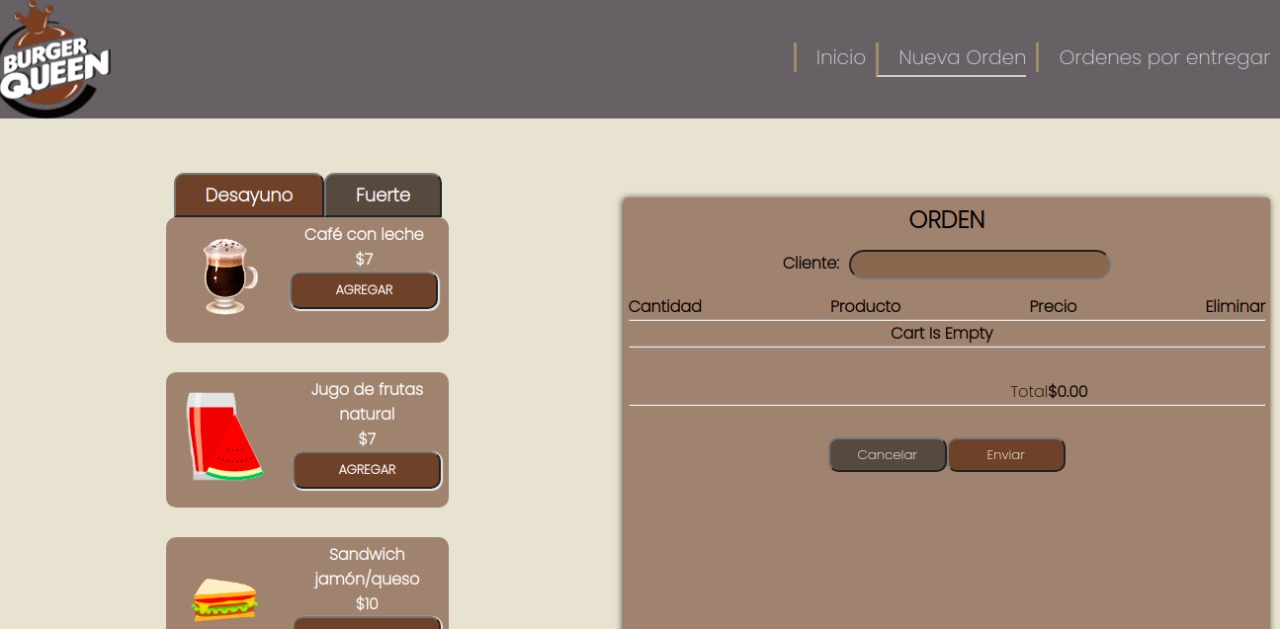 BURGER
QUEEN
Inicio
Nueva Orden
Ordenes por entregar
Desayuno
Fuerte
Café con leche
$7
AGREGAR
Jugo de frutas
natural
$7
AGREGAR
Sandwich
jamón/queso
$10
ORDEN
Cliente:
Cantidad Producto Precio Eliminar
Cart Is Empty
Total$0.00
Cancelar
Enviar